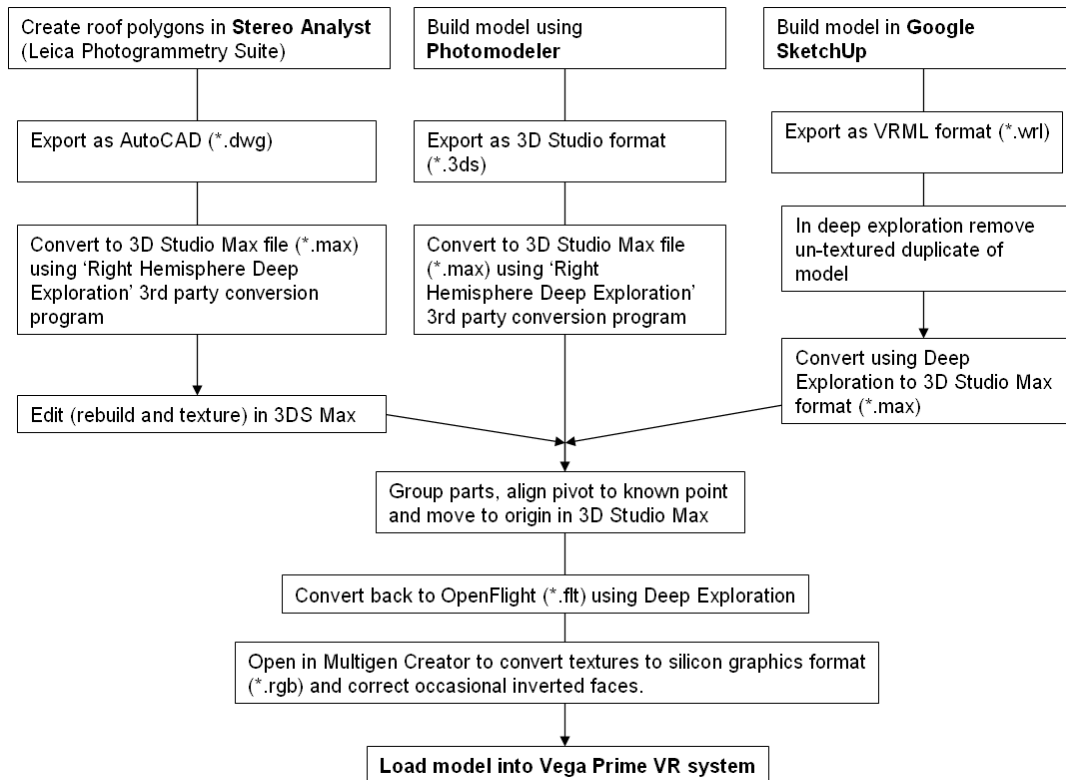 Create roof polygons in Stereo Analyst
(Leica Photogrammetry Suite)
Export as AutoCAD (*.dwg)
Convert to 3D Studio Max file (*.max)
using ‘Right Hemisphere Deep
Exploration’ 3rd party conversion
program
Edit (rebuild and texture) in 3DS Max
Build model using
Photomodeler
Export as 3D Studio format
(*.3ds)
Convert to 3D Studio Max file
(*.max) using ‘Right
Hemisphere Deep Exploration’
3rd party conversion program
Build model in Google
SketchUp
Export as VRML format (*.wrl)
In deep exploration remove
un-textured duplicate of
model
Convert using Deep
Exploration to 3D Studio Max
format (*.max)
Group parts, align pivot to known point
and move to origin in 3D Studio Max
Convert back to OpenFlight (*.flt) using Deep Exploration
Open in Multigen Creator to convert textures to silicon graphics format
(*.rgb) and correct occasional inverted faces.
Load model into Vega Prime VR system